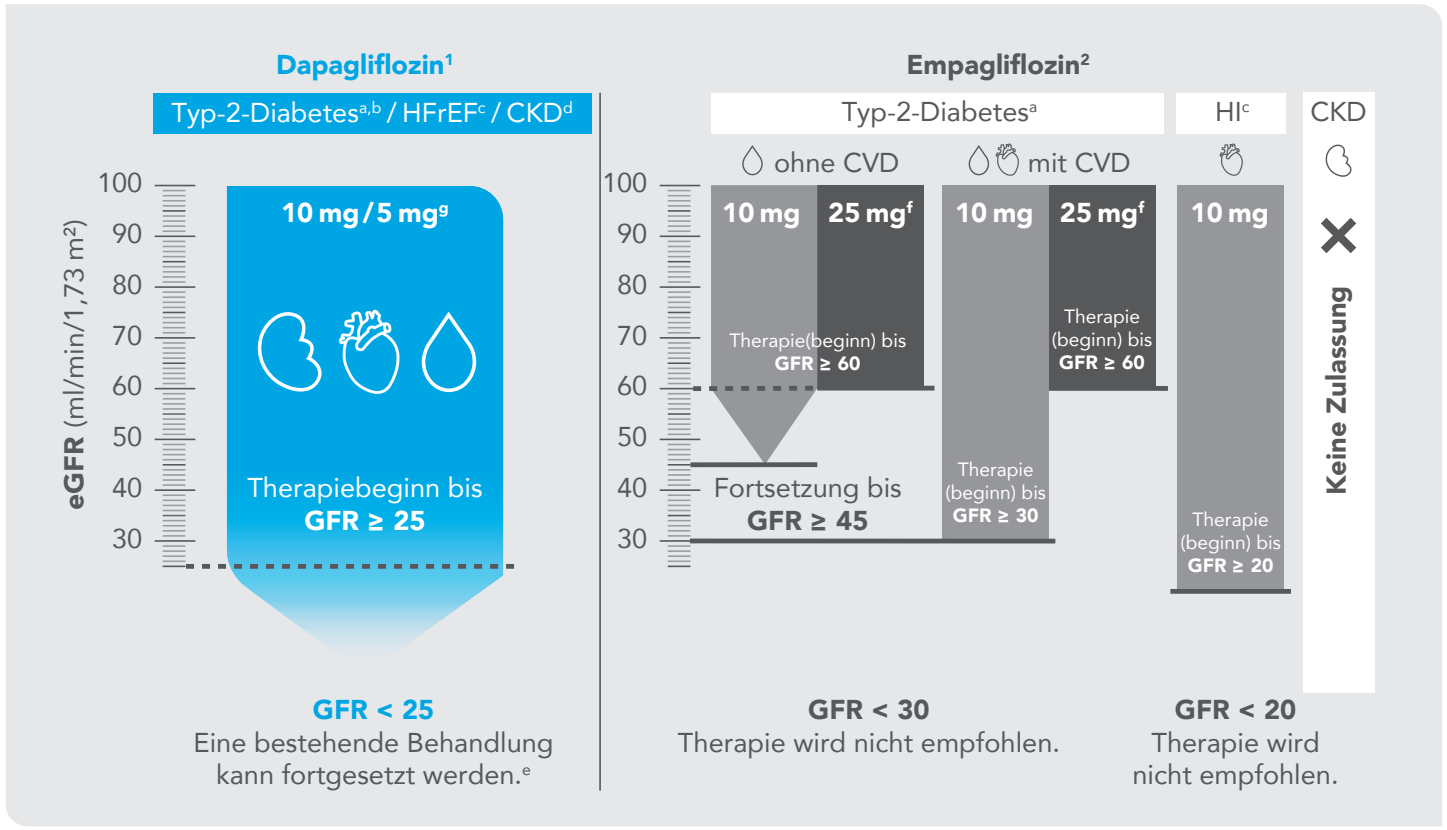 Dapagliflozin¹
Typ-2-Diabetesᵃ,ᵇ / HFrEFᶜ / CKDᵈ
eGFR (ml/min/1,73 m²)
100
90
80
70
60
50
40
30
10 mg / 5 mgᵍ
Therapiebeginn bis
GFR ≥ 25
GFR < 25
Eine bestehende Behandlung
kann fortgesetzt werden.ᵉ
Empagliflozin²
Typ-2-Diabetesᵃ
HIᶜ
CKD
ohne CVD
mit CVD
100
90
80
70
60
50
40
30
10 mg
25 mgᶠ
Therapie(beginn) bis
GFR ≥ 60
Fortsetzung bis
GFR ≥ 45
10 mg
Therapie
(beginn) bis
GFR ≥ 30
25 mgᶠ
Therapie
(beginn) bis
GFR ≥ 60
10 mg
Therapie
(beginn) bis
GFR ≥ 20
Keine Zulassung
GFR < 30
Therapie wird nicht empfohlen.
GFR < 20
Therapie wird
nicht empfohlen.